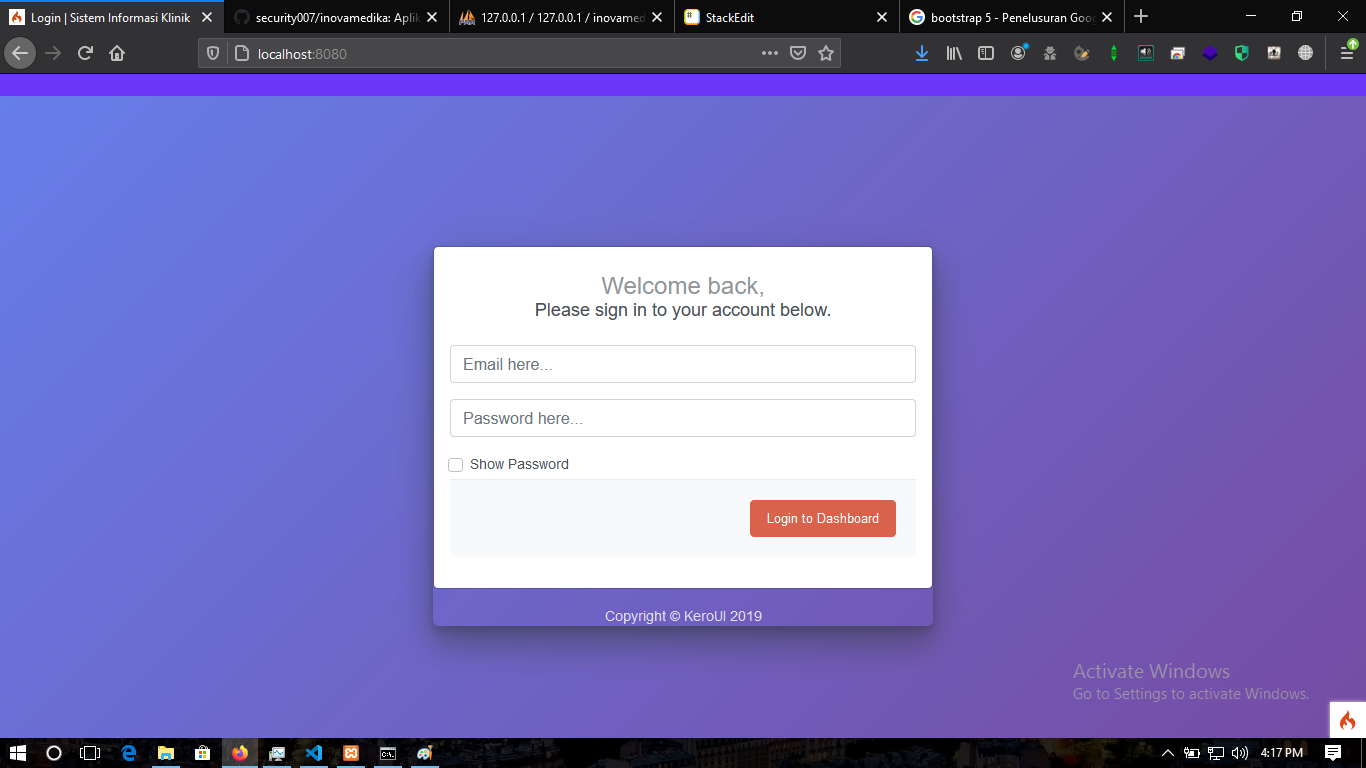 Login | Sistem Informasi Klinik
security007/inovamedika: Aplik
127.0.0.1 / 127.0.0.1 / inovamed
StackEdit
bootstrap 5 - Penelusuran Goog
localhost:8080
Welcome back,
Please sign in to your account below.
Email here...
Password here...
Show Password
Login to Dashboard
Copyright © KeroUI 2019
Activate Windows
Go to Settings to activate Windows.
4:17 PM